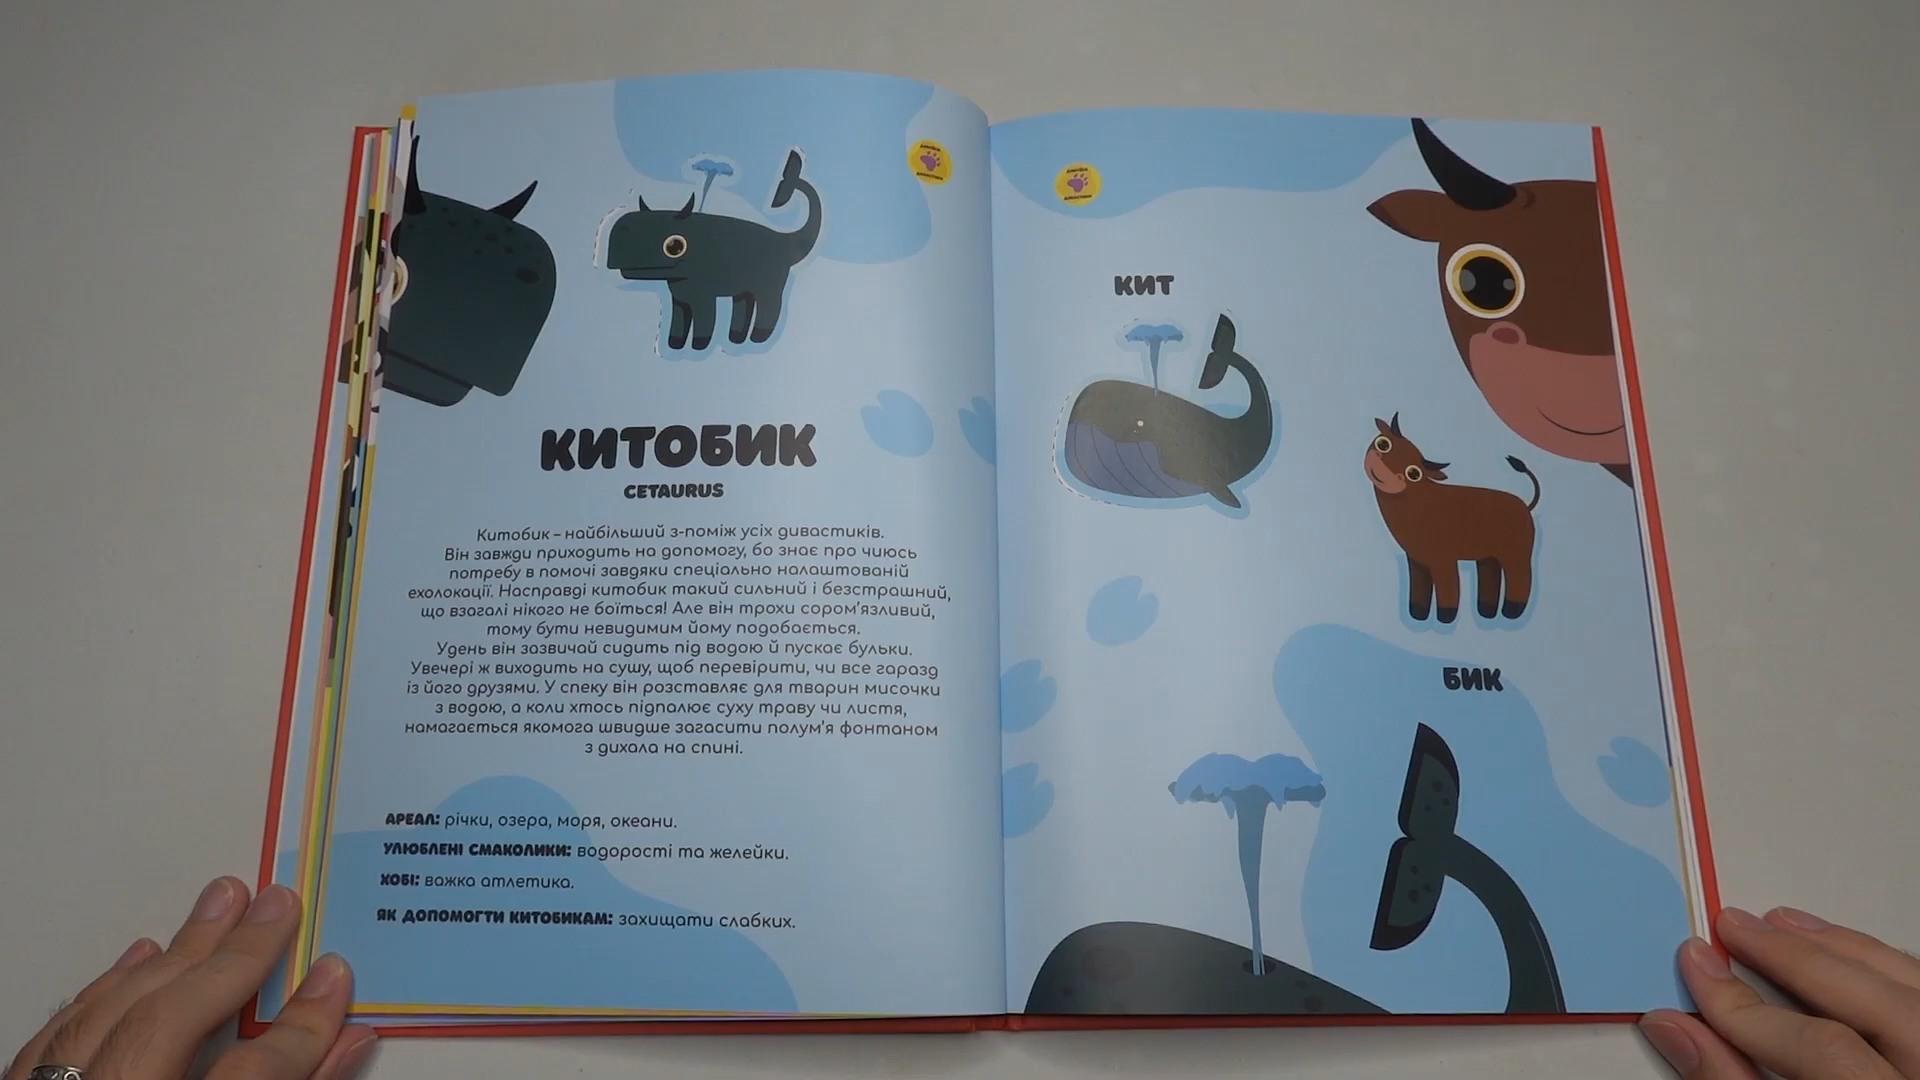 КИТОБИК
CETAURUS
Китобик – найбільший з-поміж усіх дивастиків.
Він завжди приходить на допомогу, бо знає про чиюсь
потребу в помочі завдяки спеціально налаштованій
ехолокації. Насправді китобик такий сильний і безстрашний,
що взагалі нікого не боїться! Але він трохи сором'язливий,
тому бути невидимим йому подобається.
Удень він зазвичай сидить під водою й пускає бульки.
Увечері ж виходить на сушу, щоб перевірити, чи все гаразд
із його друзями. У спеку він розставляє для тварин мисочки
з водою, а коли хтось підпалює суху траву чи листя,
намагається якомога швидше загасити полум'я фонтаном
з дихала на спині.
АРЕАЛ: річки, озера, моря, океани.
УЛЮБЛЕНІ СМАКОЛИКИ: водорості та желейки.
ХОБІ: важка атлетика.
ЯК ДОПОМОГТИ КИТОБИКАМ: захищати слабких.
КИТ
БИК